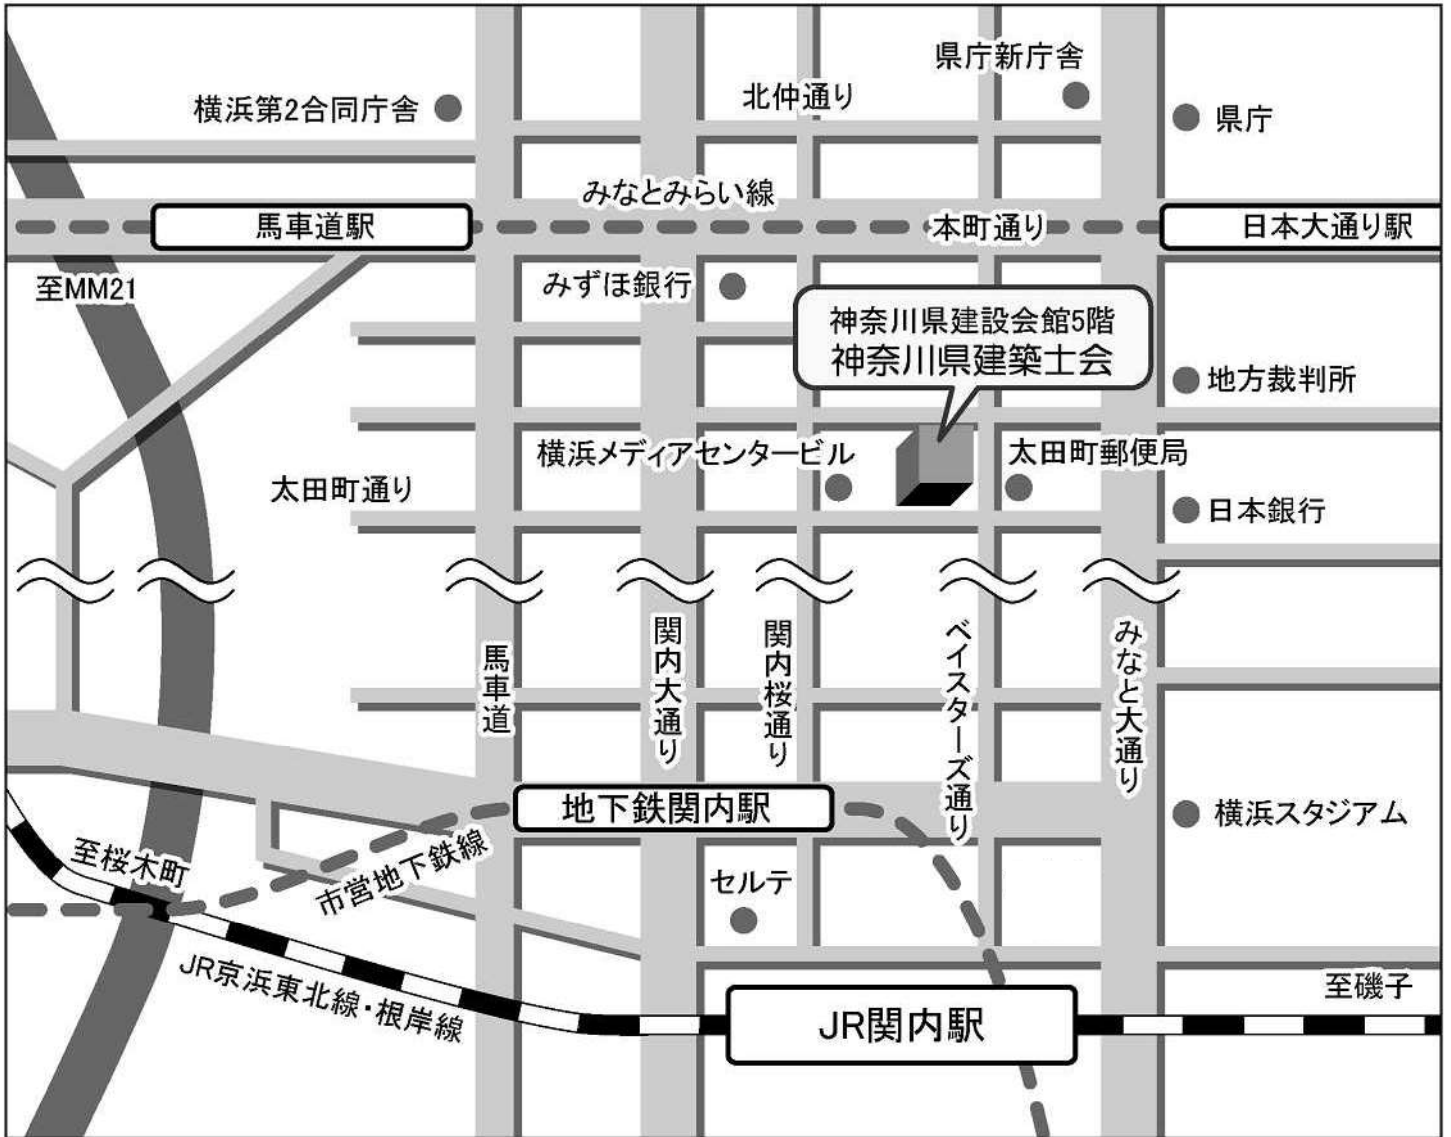 県庁新庁舎
横浜第2合同庁舎
北仲通り
県庁
みなとみらい線
馬車道駅
本町通り
日本大通り駅
至MM21
みずほ銀行
神奈川県建設会館5階
神奈川県建築士会
地方裁判所
横浜メディアセンタービル
太田町郵便局
太田町通り
日本銀行
馬車道
関内大通り
関内桜通り
ベイスターズ通り
みなと大通り
地下鉄関内駅
横浜スタジアム
至桜木町
市営地下鉄線
セルテ
JR京浜東北線・根岸線
至磯子
JR関内駅